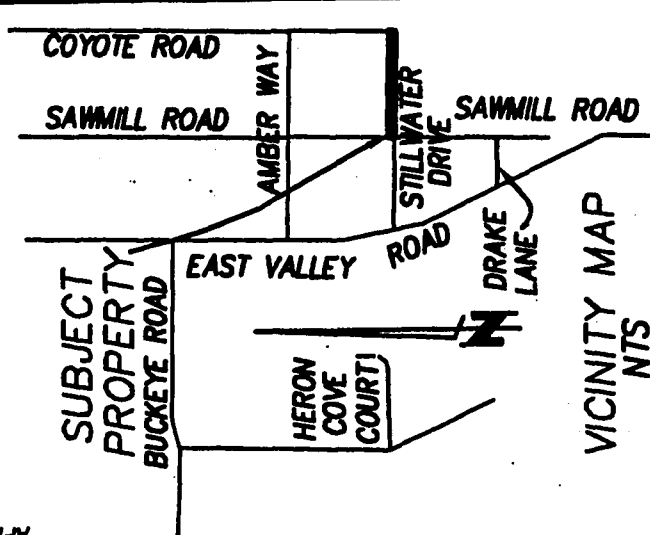 COYOTE ROAD
AMBER WAY
SAWMILL ROAD
STILLWATER
DRIVE
SAWMILL ROAD
EAST VALLEY ROAD
DRAKE
LANE
SUBJECT
PROPERTY
BUCKEYE ROAD
N
HERON
COVE
COURT
VICINITY MAP
NTS